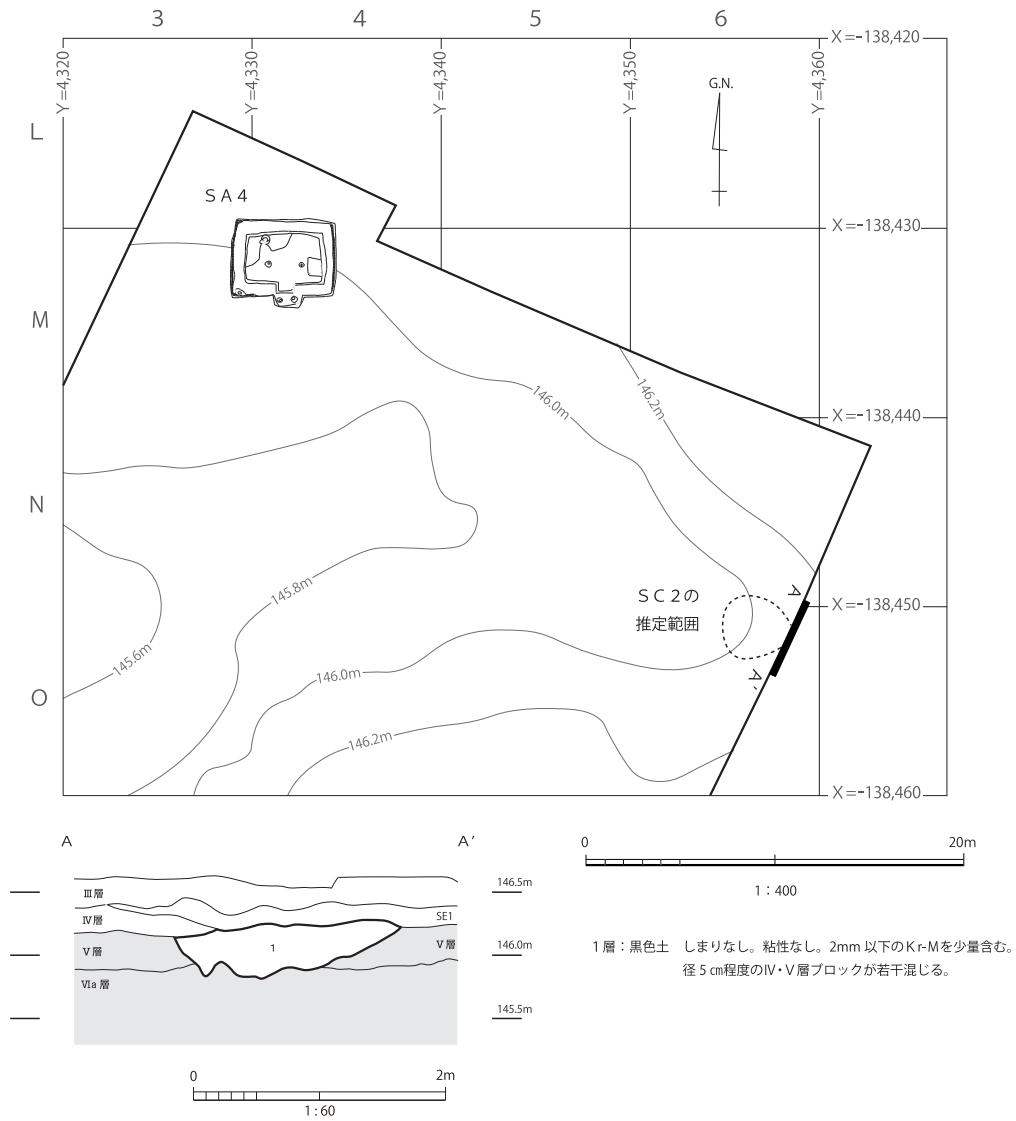 3 4 5 6
X=-138,420
Y=4,320
Y=4,330
Y=4,340
Y=4,350
Y=4,360
G.N.
L
SA4
X=-138,430
M
146.0m
146.2m
X=-138,440
N
145.8m
SC2の
推定範囲
A
X=-138,450
145.6m
A'
O
146.0m
146.2m
X=-138,460
A A'
146.5m
Ⅲ層
Ⅳ層
SE1
Ⅴ層
1
Ⅴ層
146.0m
Ⅵa層
145.5m
0 2m
1:60
0 20m
1:400
1層:黒色土 しまりなし。粘性なし。2mm以下のKr-Mを少量含む。
径5㎝程度のⅣ・Ⅴ層ブロックが若干混じる。